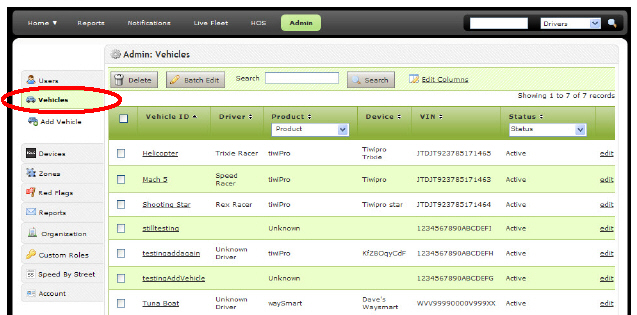 Home ▼ Reports Notifications Live Fleet HOS Admin Drivers
Admin: Vehicles
Users
Vehicles
Add Vehicle
Devices
Zones
Red Flags
Reports
Organization
Custom Roles
Speed By Street
Account
Delete Batch Edit Search Search Edit Columns
Showing 1 to 7 of 7 records
Vehicle ID Driver Product Device VIN Status
Product Status
Helicopter Trixie Racer tiwiPro Tiwipro Trixie JTDJT923785171465 Active edit
Mach 5 Speed Racer tiwiPro Tiwipro JTDJT923785171463 Active edit
Shooting Star Rex Racer tiwiPro Tiwipro star JTDJT923785171464 Active edit
stilltesting Unknown 1234567890ABCDEFI Active edit
testingaddagain Unknown Driver tiwiPro KfZBOqyCdF 1234567890ABCDEFH Active edit
testingAddVehicle Unknown 1234567890ABCDEFG Active edit
Tuna Boat Unknown Driver waySmart Dave's Waysmart WVV99990000V999XX Active edit